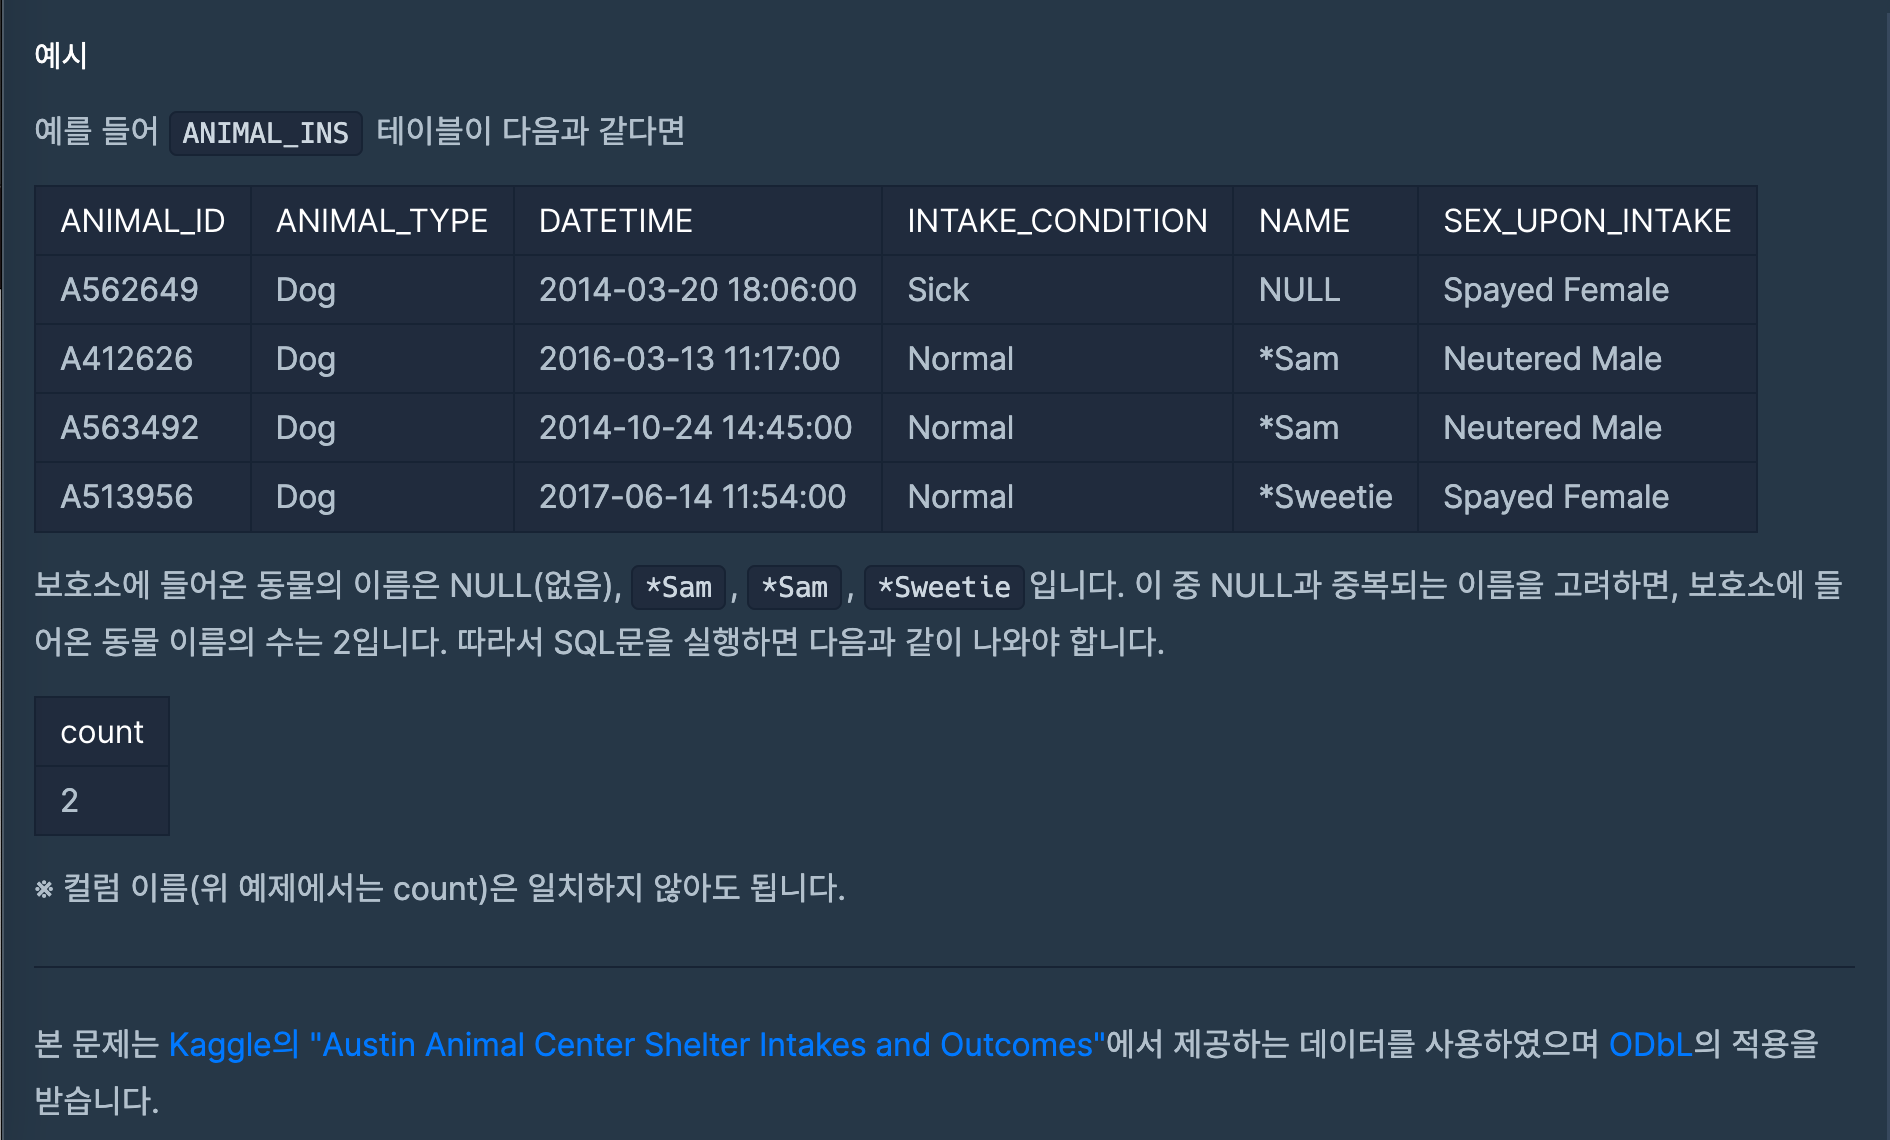 예시
예를 들어 ANIMAL_INS 테이블이 다음과 같다면
ANIMAL_ID ANIMAL_TYPE DATETIME INTAKE_CONDITION NAME SEX_UPON_INTAKE
A562649 Dog 2014-03-20 18:06:00 Sick NULL Spayed Female
A412626 Dog 2016-03-13 11:17:00 Normal *Sam Neutered Male
A563492 Dog 2014-10-24 14:45:00 Normal *Sam Neutered Male
A513956 Dog 2017-06-14 11:54:00 Normal *Sweetie Spayed Female
보호소에 들어온 동물의 이름은 NULL(없음), *Sam, *Sam, *Sweetie입니다. 이 중 NULL과 중복되는 이름을 고려하면, 보호소에 들
어온 동물 이름의 수는 2입니다. 따라서 SQL문을 실행하면 다음과 같이 나와야 합니다.
count
2
※ 컬럼 이름(위 예제에서는 count)은 일치하지 않아도 됩니다.
본 문제는 Kaggle의 "Austin Animal Center Shelter Intakes and Outcomes"에서 제공하는 데이터를 사용하였으며 ODbL의 적용을
받습니다.